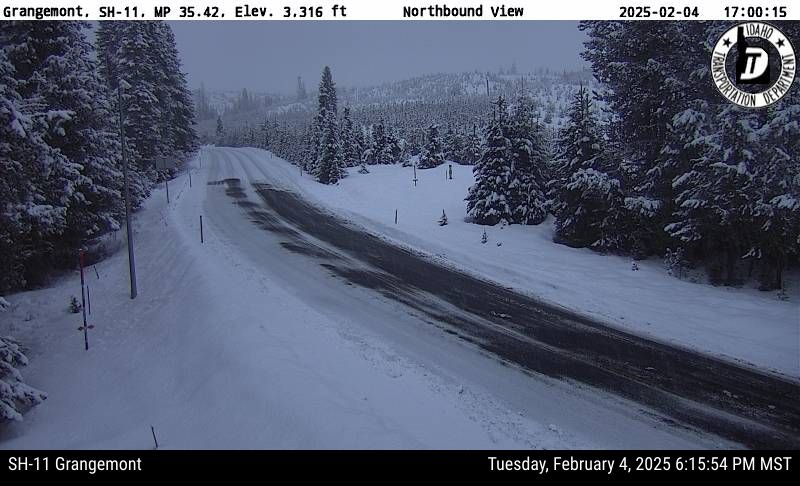 Grangemont, SH-11, MP 35.42, Elev. 3,316 ft Northbound View 2025-02-04 17:00:15
IDAHO
TRANSPORTATION DEPARTMENT
SH-11 Grangemont Tuesday, February 4, 2025 6:15:54 PM MST